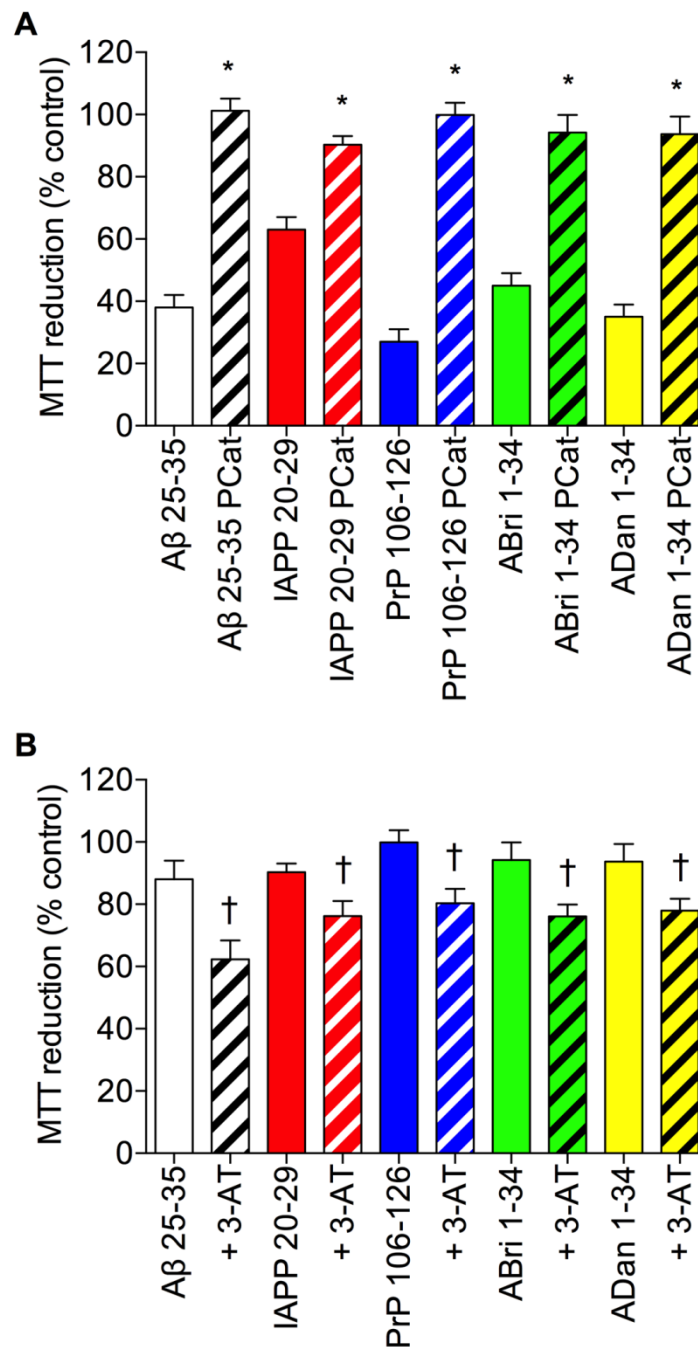 A
MTT reduction (% control)
120
100
80
60
40
20
0
* * * * *
Aβ 25-35
Aβ 25-35 PCat
IAPP 20-29
IAPP 20-29 PCat
PrP 106-126
PrP 106-126 PCat
ABri 1-34
ABri 1-34 PCat
ADan 1-34
ADan 1-34 PCat
B
MTT reduction (% control)
120
100
80
60
40
20
0
† † † † †
Aβ 25-35
+ 3-AT
IAPP 20-29
+ 3-AT
PrP 106-126
+ 3-AT
ABri 1-34
+ 3-AT
ADan 1-34
+ 3-AT